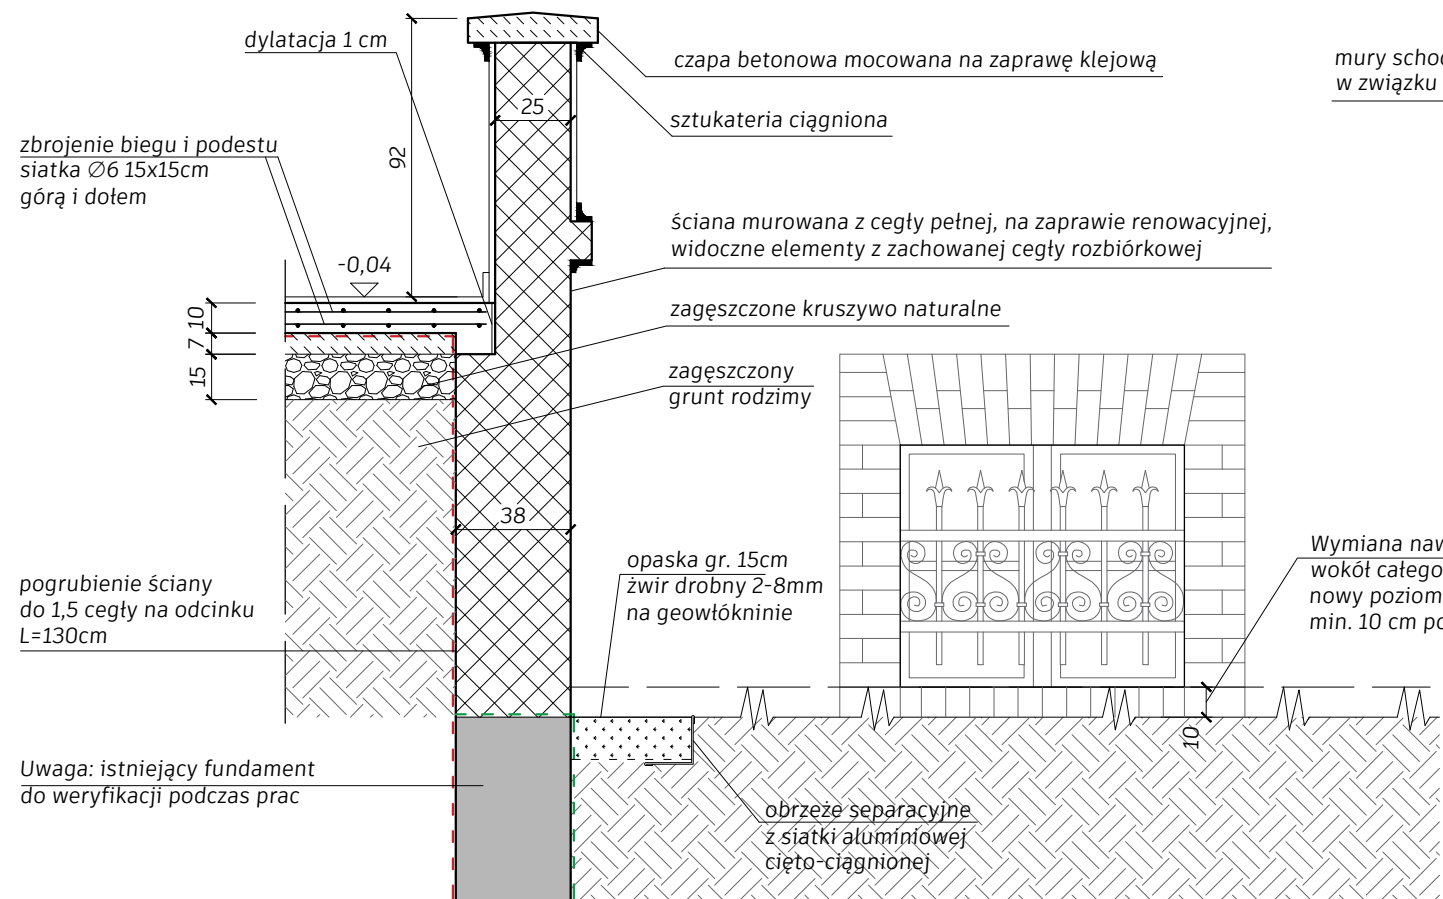 dylatacja 1 cm
czapa betonowa mocowana na zaprawę klejową
mury
w związku
25
sztukateria ciągniona
92
zbrojenie biegu i podestu
siatka ∅6 15x15cm
górą i dołem
ściana murowana z cegły pełnej, na zaprawie renowacyjnej,
widoczne elementy z zachowanej cegły rozbiórkowej
-0,04
zagęszczone kruszywo naturalne
10
7
15
zagęszczony
grunt rodzimy
38
opaska gr. 15cm
żwir drobny 2-8mm
na geowłókninie
pogrubienie ściany
do 1,5 cegły na odcinku
L=130cm
Wymiana
wokół
nowy poziom
min. 10 cm
10
Uwaga: istniejący fundament
do weryfikacji podczas prac
obrzeże separacyjne
z siatki aluminiowej
cięto-ciągnionej